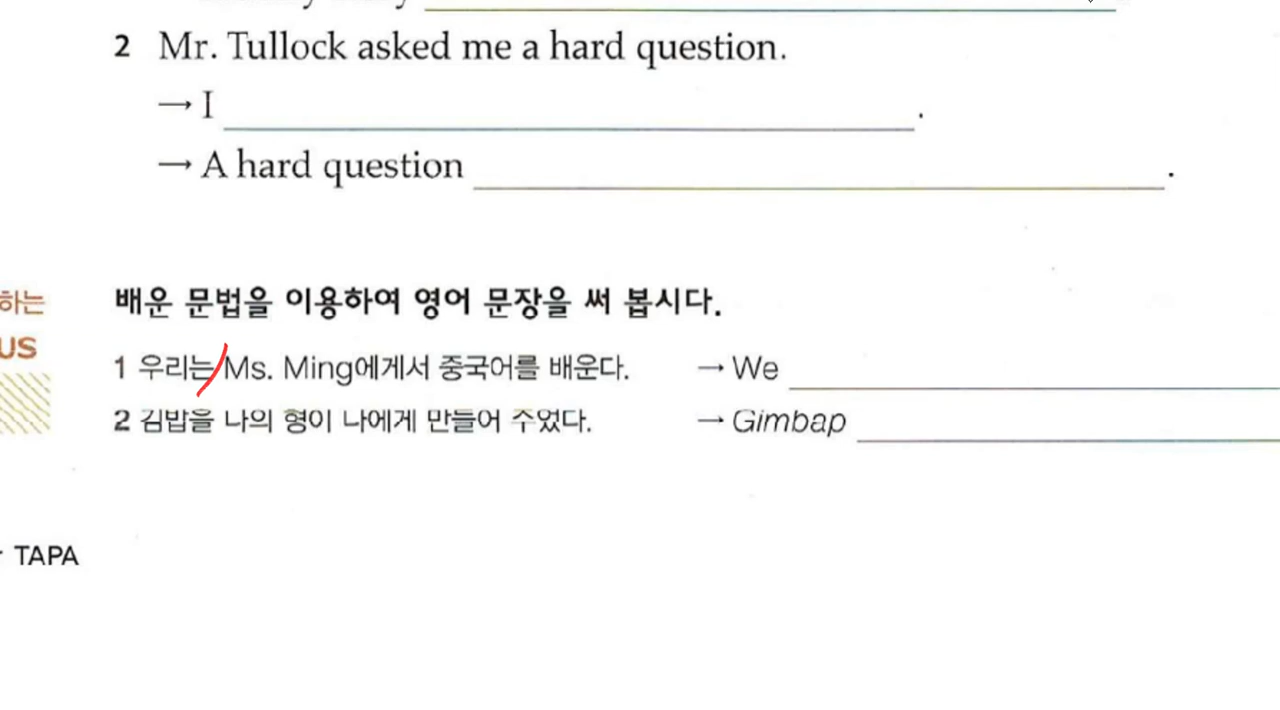 2 Mr. Tullock asked me a hard question.
→ I .
→ A hard question .
하는
배운 문법을 이용하여 영어 문장을 써 봅시다.
US
1 우리는 Ms. Ming에게서 중국어를 배운다. → We
2 김밥을 나의 형이 나에게 만들어 주었다. → Gimbap
TAPA